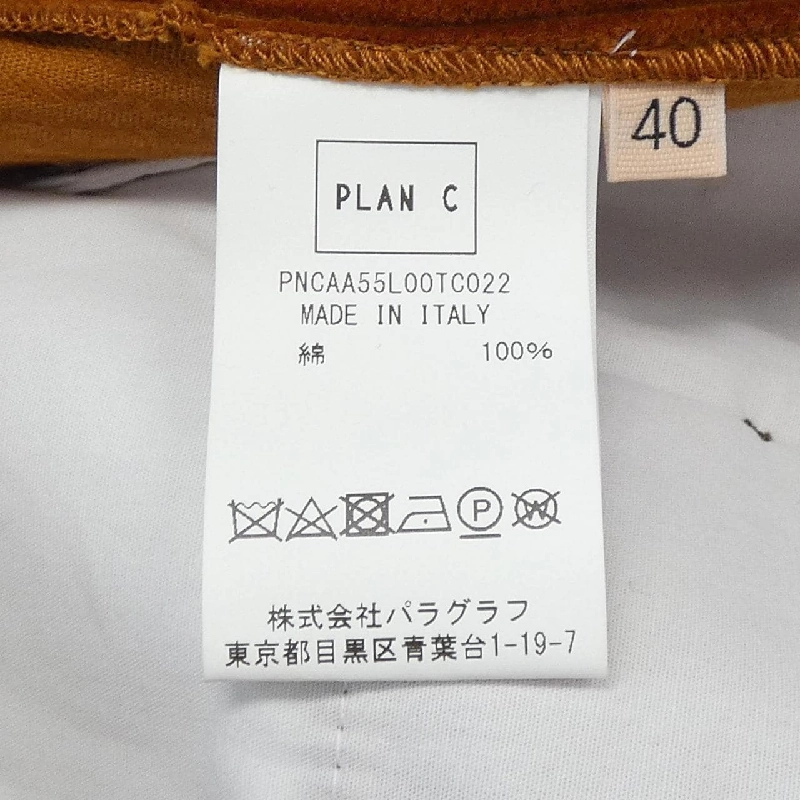 40
PLAN C
PNCAA55L00TC022
MADE IN ITALY
綿 100%
P W
株式会社パラグラフ
東京都目黒区青葉台1-19-7